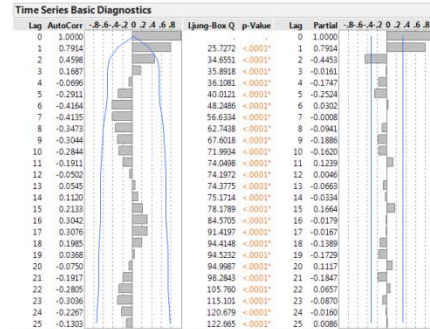 Time Series Basic Diagnostics
Lag AutoCorr -.8-.6-.4-.2 0 .2 .4 .6 .8 Ljung-Box Q p-Value Lag Partial -.8-.6-.4-.2 0 .2 .4 .6 .8
0 1.0000 . . 0 1.0000
1 0.7914 25.7272 <.0001* 1 0.7914
2 0.4598 34.6551 <.0001* 2 -0.4453
3 0.1687 35.8918 <.0001* 3 -0.0161
4 -0.0696 36.1081 <.0001* 4 -0.1747
5 -0.2911 40.0121 <.0001* 5 -0.2524
6 -0.4164 48.2486 <.0001* 6 0.0302
7 -0.4135 56.6334 <.0001* 7 -0.0008
8 -0.3473 62.7438 <.0001* 8 -0.0941
9 -0.3044 67.6018 <.0001* 9 -0.1886
10 -0.2844 71.9934 <.0001* 10 -0.1620
11 -0.1911 74.0498 <.0001* 11 0.1239
12 -0.0502 74.1972 <.0001* 12 0.0046
13 0.0545 74.3775 <.0001* 13 -0.0663
14 0.1120 75.1714 <.0001* 14 -0.0334
15 0.2133 78.1789 <.0001* 15 0.1664
16 0.3042 84.5705 <.0001* 16 -0.0179
17 0.3076 91.4197 <.0001* 17 -0.0167
18 0.1985 94.4148 <.0001* 18 -0.1389
19 0.0368 94.5232 <.0001* 19 -0.1729
20 -0.0750 94.9987 <.0001* 20 0.1117
21 -0.1917 98.2843 <.0001* 21 -0.1847
22 -0.2805 105.760 <.0001* 22 0.0657
23 -0.3036 115.101 <.0001* 23 -0.0870
24 -0.2267 120.679 <.0001* 24 -0.0160
25 -0.1303 122.665 <.0001* 25 0.0086